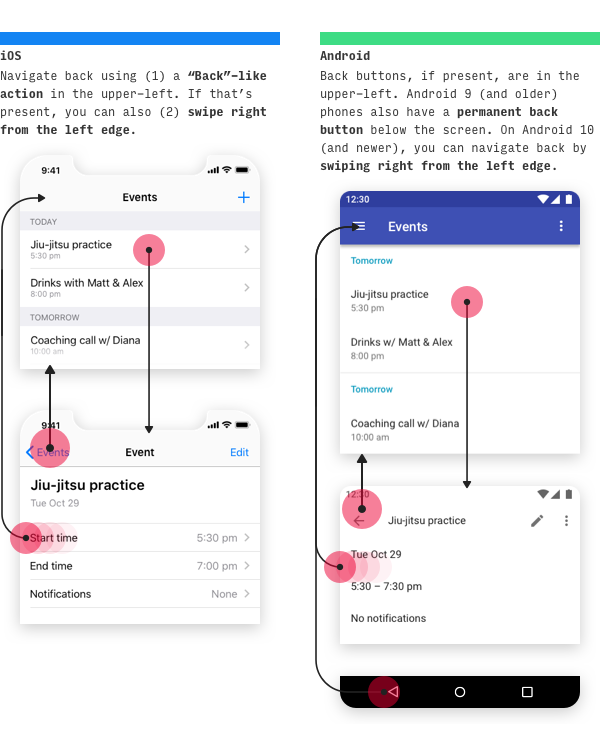 iOS
Navigate back using (1) a “Back”-like
action in the upper-left. If that’s
present, you can also (2) swipe right
from the left edge.
9:41
Events
+
TODAY
Jiu-jitsu practice
5:30 pm
Drinks with Matt & Alex
8:00 pm
TOMORROW
Coaching call w/ Diana
10:00 am
9:41
Events
Event
Edit
Jiu-jitsu practice
Tue Oct 29
Start time
5:30 pm
End time
7:00 pm
Notifications
None
Android
Back buttons, if present, are in the
upper-left. Android 9 (and older)
phones also have a permanent back
button below the screen. On Android 10
(and newer), you can navigate back by
swiping right from the left edge.
12:30
Events
Tomorrow
Jiu-jitsu practice
5:30 pm
Drinks w/ Matt & Alex
8:00 pm
Tomorrow
Coaching call w/ Diana
10:00 am
12:30
Jiu-jitsu practice
Tue Oct 29
5:30 – 7:30 pm
No notifications